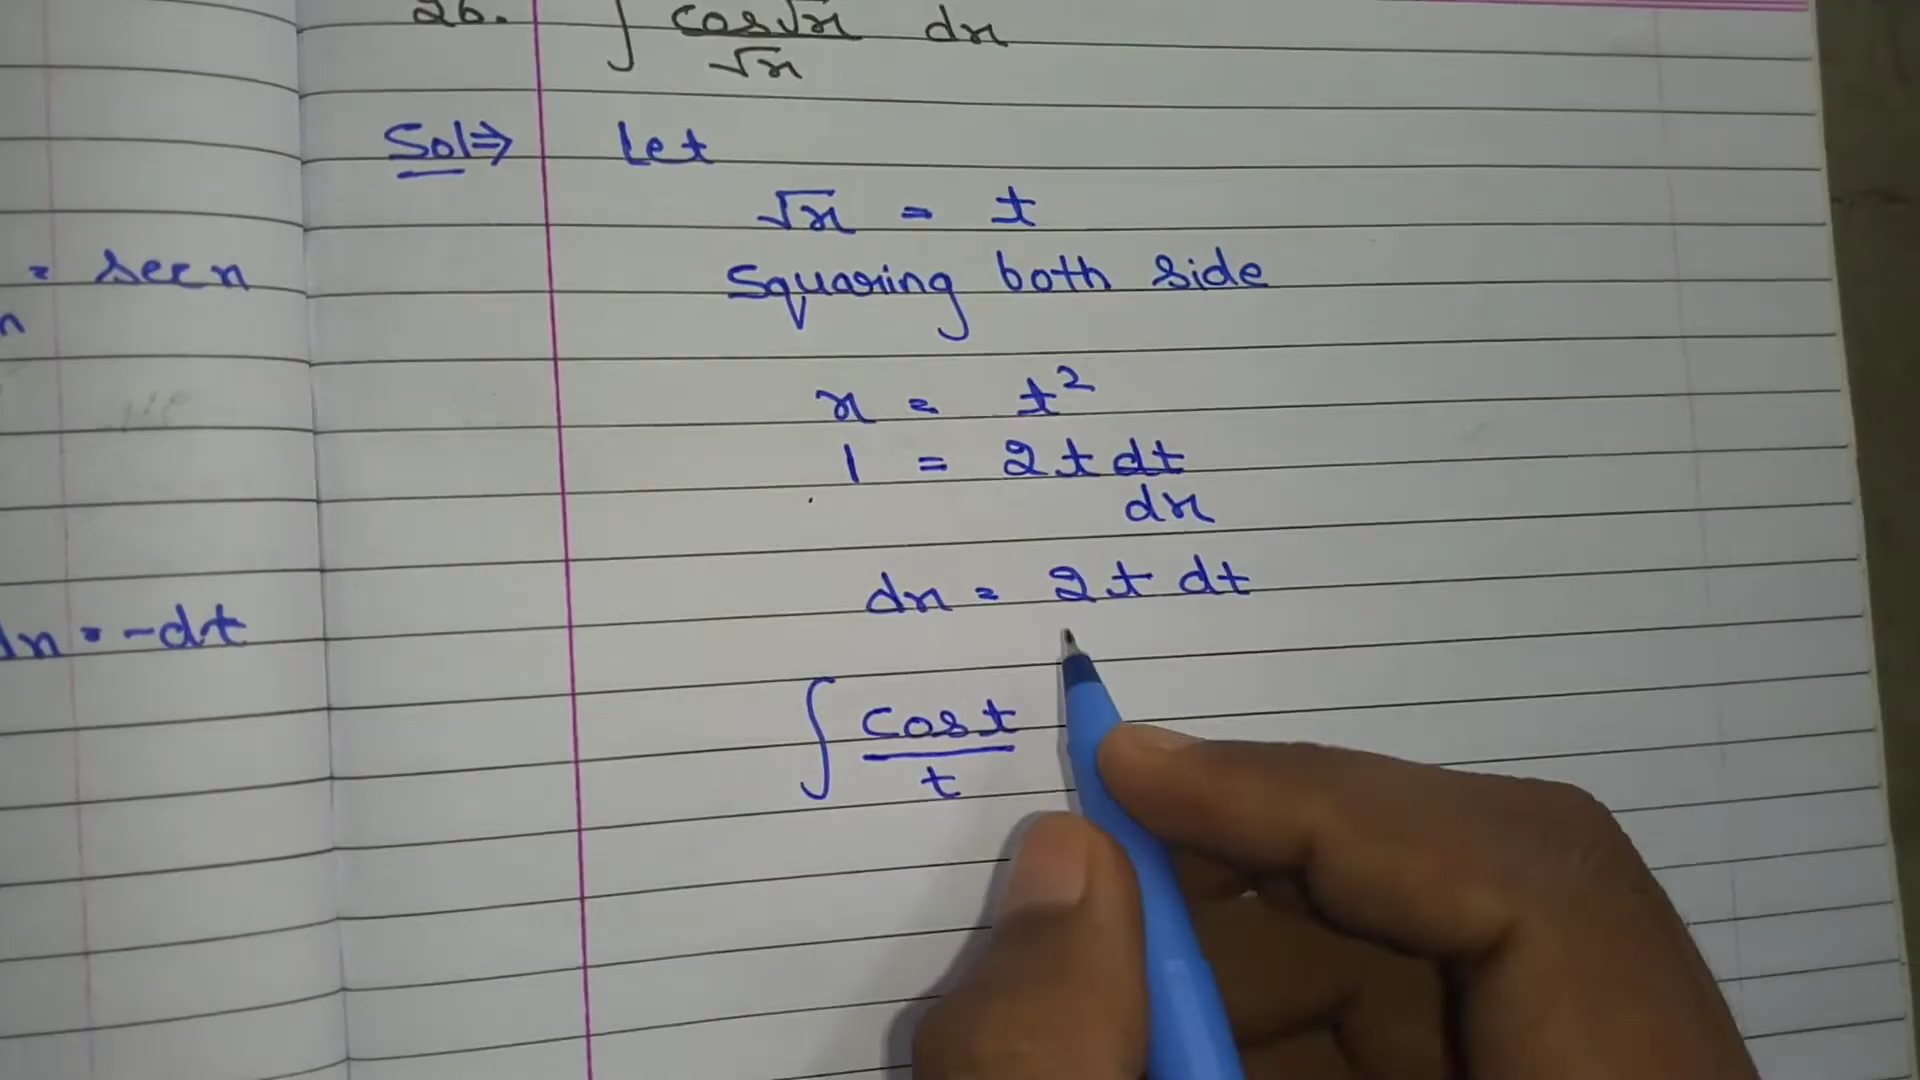 26. ∫ cos√x dx
√x
Sol⇒ Let
√x = t
Squaring both side
x = t²
1 = 2t dt
dx
dx = 2t dt
∫ cost
t
= secx
x
dx = -dt